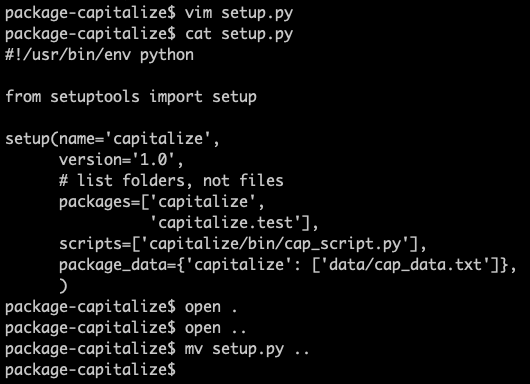 package-capitalize$ vim setup.py
package-capitalize$ cat setup.py
#!/usr/bin/env python

from setuptools import setup

setup(name='capitalize',
      version='1.0',
      # list folders, not files
      packages=['capitalize',
                'capitalize.test'],
      scripts=['capitalize/bin/cap_script.py'],
      package_data={'capitalize': ['data/cap_data.txt']},
      )
package-capitalize$ open .
package-capitalize$ open ..
package-capitalize$ mv setup.py ..
package-capitalize$